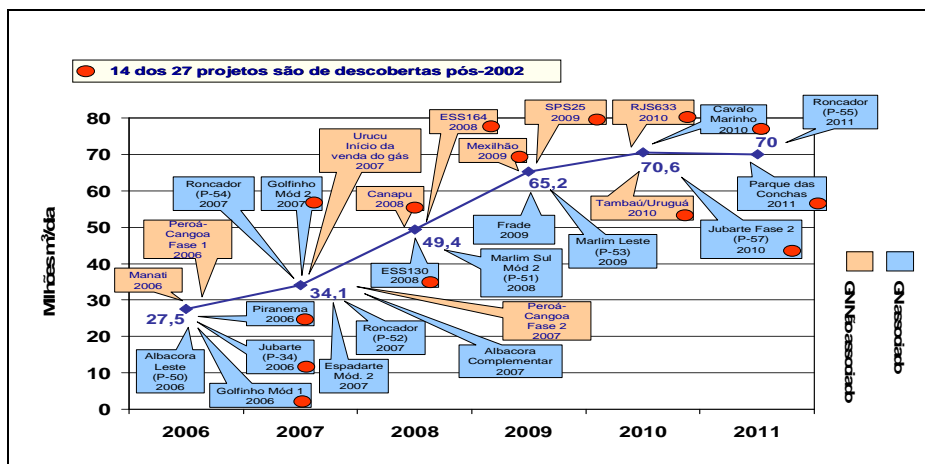 14 dos 27 projetos são de descobertas pós-2002
Milhões m³/dia
80
70
60
50
40
30
20
10
0
2006
2007
2008
2009
2010
2011
27,5
34,1
49,4
65,2
70,6
70
Manati
2006
Peroá-
Cangoa
Fase 1
2006
Albacora
Leste
(P-50)
2006
Piranema
2006
Jubarte
(P-34)
2006
Golfinho Mód 1
2006
Roncador
(P-54)
2007
Golfinho
Mód 2
2007
Urucu
Início da
venda do gás
2007
Espadarte
Mód. 2
2007
Roncador
(P-52)
2007
Albacora
Complementar
2007
Peroá-
Cangoa
Fase 2
2007
Canapu
2008
ESS164
2008
ESS130
2008
Marlim Sul
Mód 2
(P-51)
2008
Mexilhão
2009
SPS25
2009
Frade
2009
Marlim Leste
(P-53)
2009
RJS633
2010
Cavalo
Marinho
2010
Tambaú/Uruguá
2010
Jubarte Fase 2
(P-57)
2010
Roncador
(P-55)
2011
Parque das
Conchas
2011
GN Não associado
GN associado